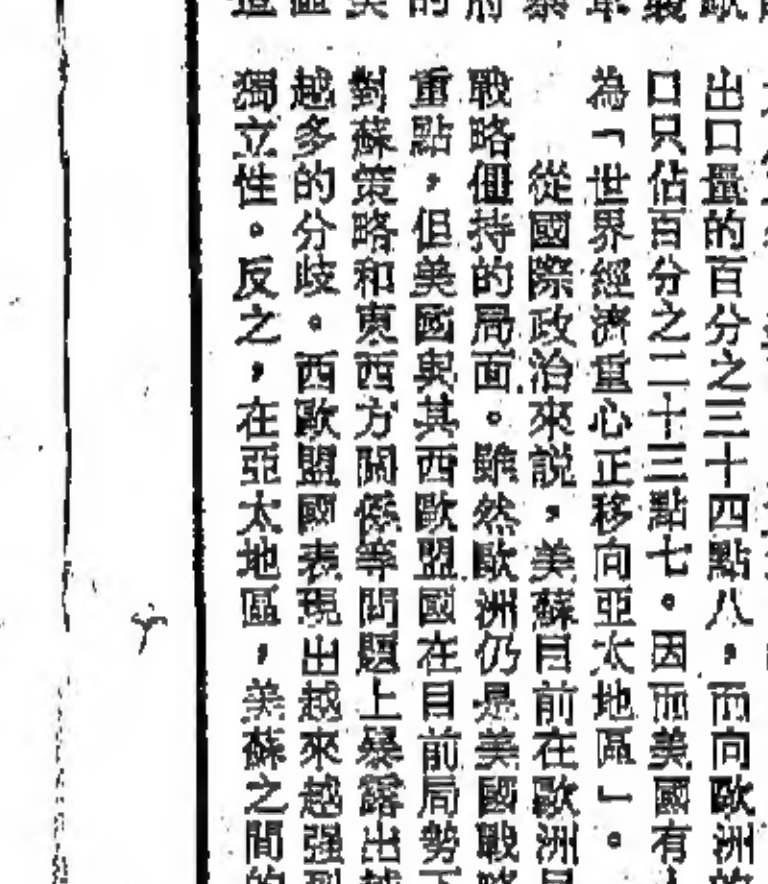 出口量的百分之三十四點八，而向歐洲
口只佔百分之二十三點七。因而美國有
為「世界經濟重心正移向亞太地區」。
從國際政治來説，美蘇目前在歐洲
戰略僵持的局面。雖然歐洲仍是美國戰略
重點，但美國與其西歐盟國在目前局勢下
對蘇策略和東西方關係等問題上暴露出越
越多的分歧。西歐盟國表現出越來越强烈
獨立性。反之，在亞太地區，美蘇之間的